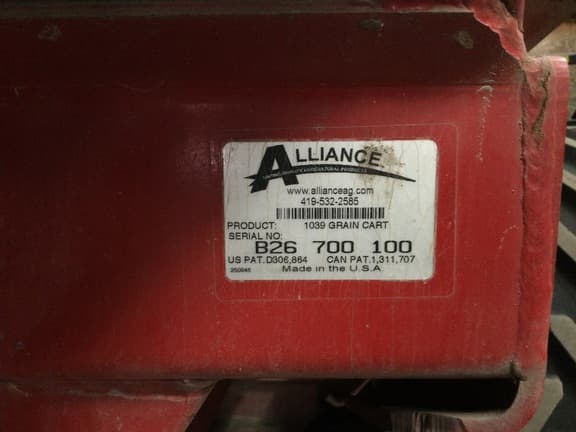 ALLIANCE
www.allianceag.com
419-532-2585
PRODUCT: 1039 GRAIN CART
SERIAL NO:
B26 700 100
US PAT.D306,864 CAN PAT.1,311,707
Made in the U.S.A